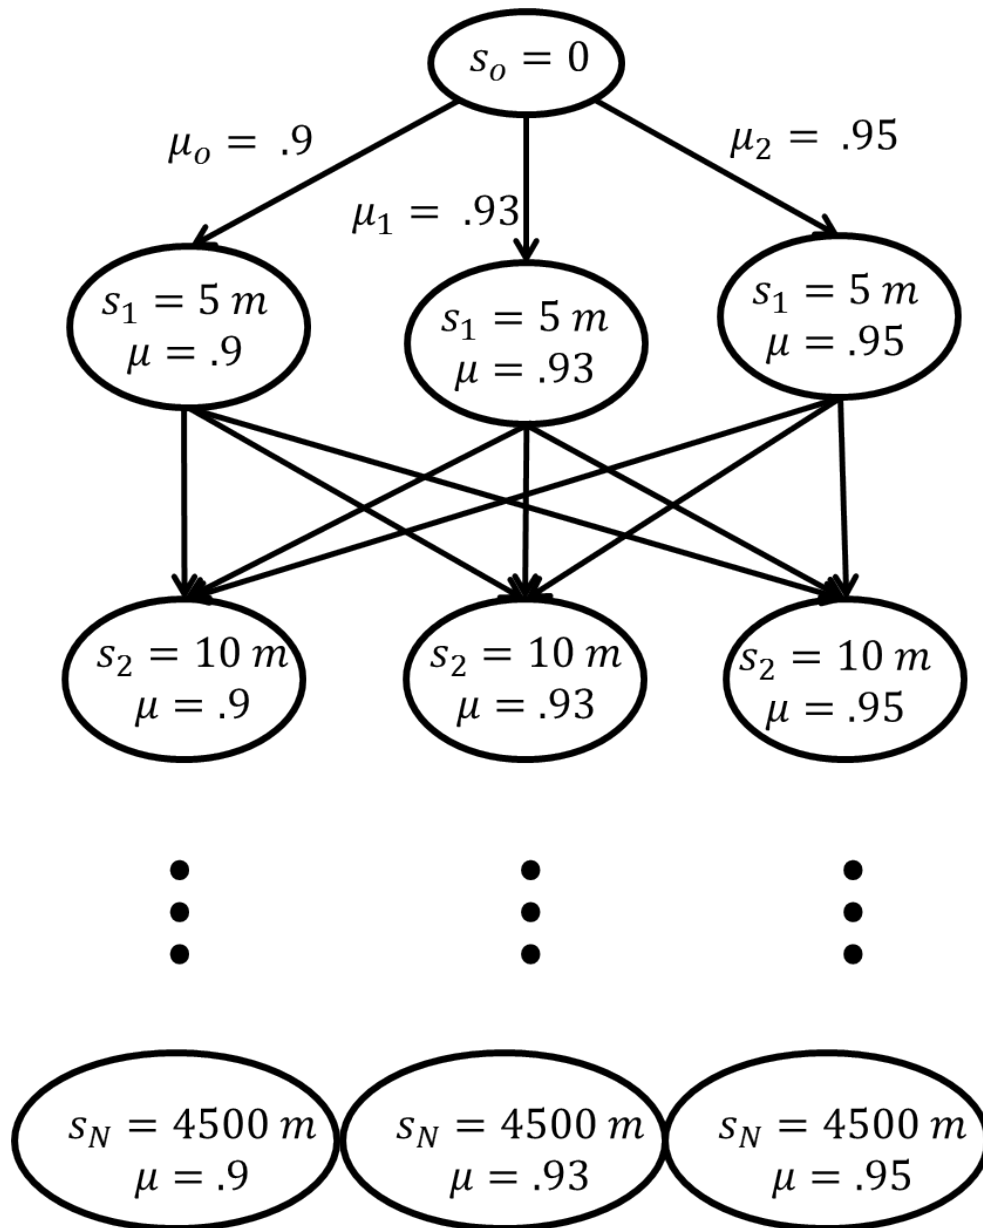 s_o = 0
μ_o = .9
μ_2 = .95
μ_1 = .93
s_1 = 5 m
μ = .9
s_1 = 5 m
μ = .93
s_1 = 5 m
μ = .95
s_2 = 10 m
μ = .9
s_2 = 10 m
μ = .93
s_2 = 10 m
μ = .95
s_N = 4500 m
μ = .9
s_N = 4500 m
μ = .93
s_N = 4500 m
μ = .95